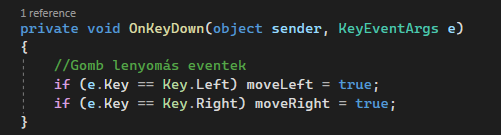 1 reference
private void OnKeyDown(object sender, KeyEventArgs e)
{
//Gomb lenyomás eventek
if (e.Key == Key.Left) moveLeft = true;
if (e.Key == Key.Right) moveRight = true;
}